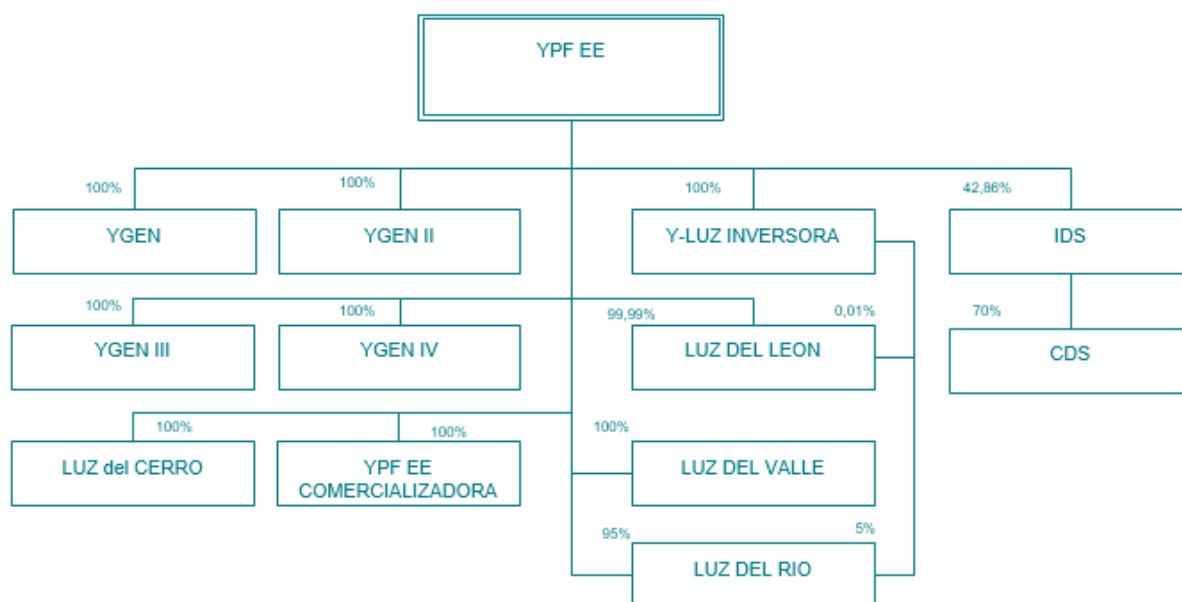 YPF EE
100%
100%
100%
42,86%
YGEN
YGEN II
Y-LUZ INVERSORA
IDS
100%
100%
99,99%
0,01%
70%
YGEN III
YGEN IV
LUZ DEL LEON
CDS
100%
100%
100%
LUZ del CERRO
YPF EE
COMERCIALIZADORA
LUZ DEL VALLE
95%
5%
LUZ DEL RIO